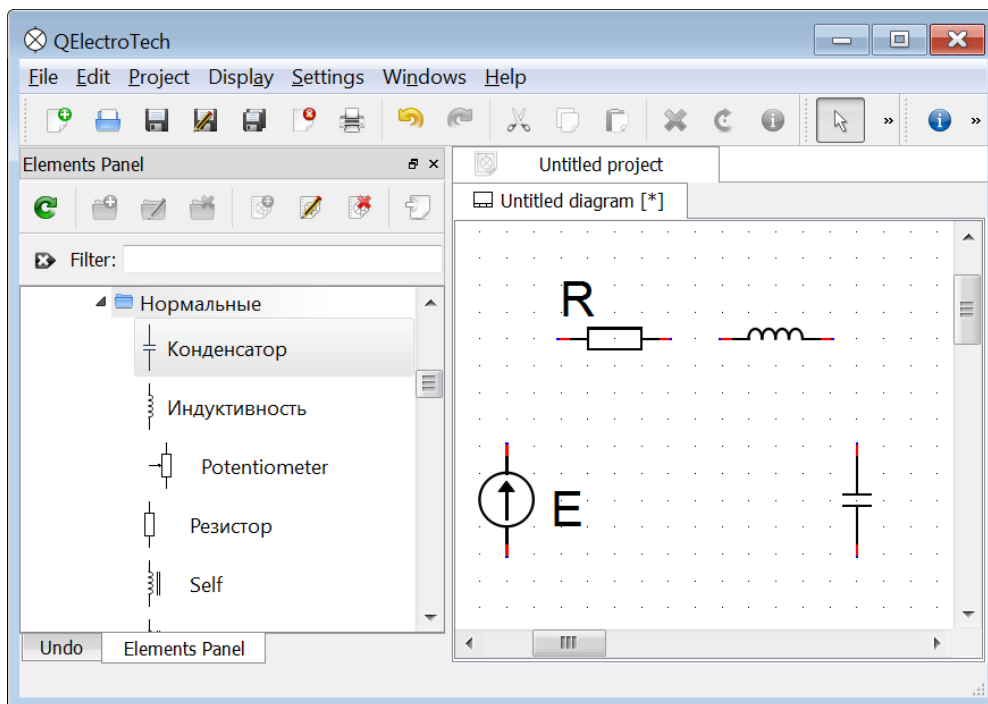 QElectroTech
File Edit Project Display Settings Windows Help
Elements Panel
Untitled project
Untitled diagram [*]
Filter:
Нормальные
Конденсатор
Индуктивность
Potentiometer
Резистор
Self
R
E
Undo Elements Panel